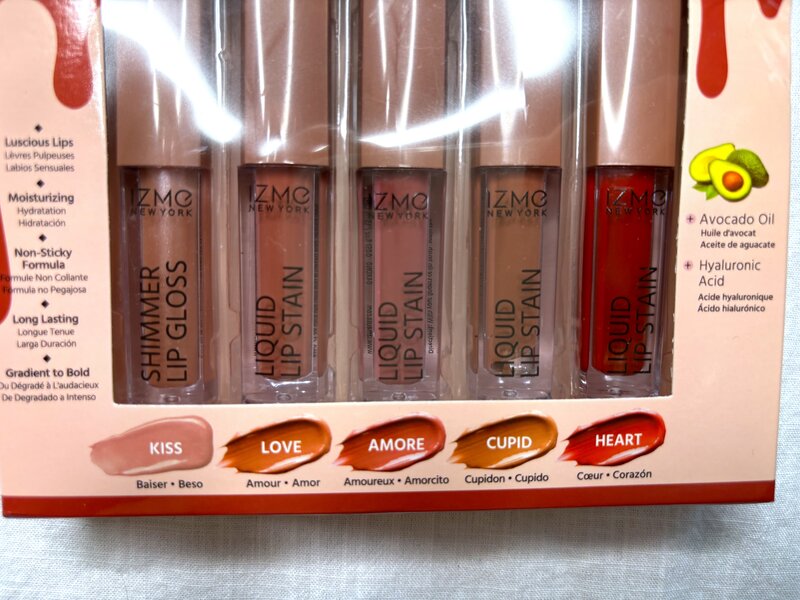 Luscious Lips
Lèvres Pulpeuses
Labios Sensuales
Moisturizing
Hydratation
Hidratación
Non-Sticky
Formula
Formule Non Collante
Fórmula no Pegajosa
Long Lasting
Longue Tenue
Larga Duración
Gradient to Bold
Du Dégradé à L'audacieux
De Degradado a Intenso
IZME
NEW YORK
SHIMMER
LIP GLOSS
IZME
NEW YORK
LIQUID
LIP STAIN
IZME
NEW YORK
LIQUID
LIP STAIN
IZME
NEW YORK
LIQUID
LIP STAIN
IZME
NEW YORK
LIQUID
LIP STAIN
+ Avocado Oil
Huile d'avocat
Aceite de aguacate
+ Hyaluronic
Acid
Acide hyaluronique
Ácido hialurónico
KISS
Baiser • Beso
LOVE
Amour • Amor
AMORE
Amoureux • Amorcito
CUPID
Cupidon • Cupido
HEART
Cœur • Corazón